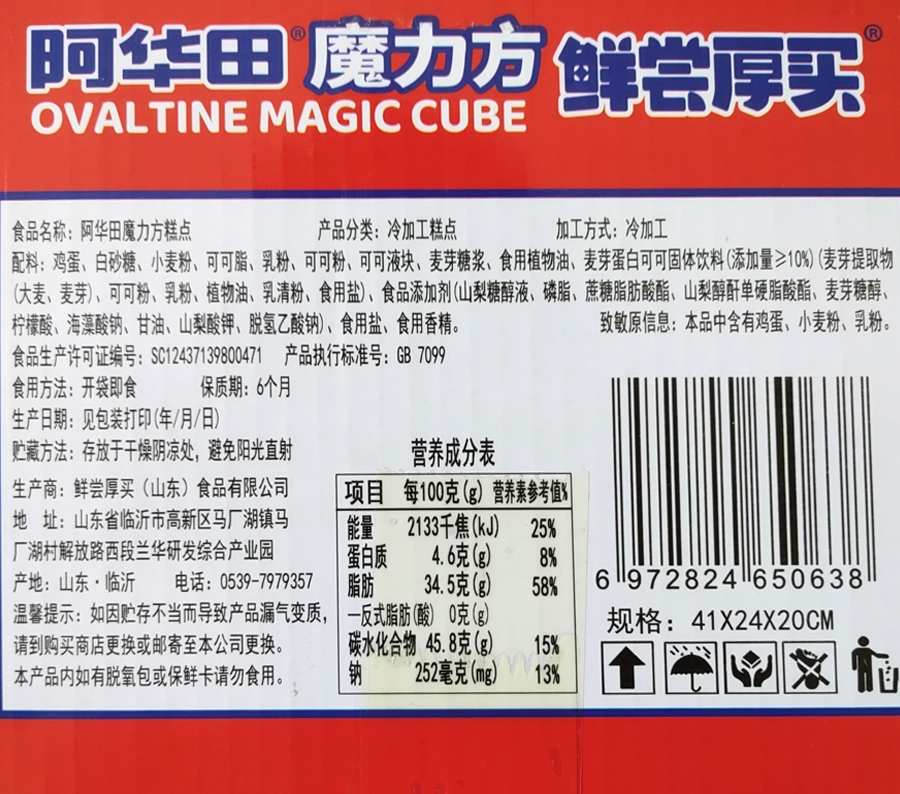 阿华田® 魔力方 鲜尝厚买®
OVALTINE MAGIC CUBE
食品名称：阿华田魔力方糕点 产品分类：冷加工糕点 加工方式：冷加工
配料：鸡蛋、白砂糖、小麦粉、可可脂、乳粉、可可粉、可可液块、麦芽糖浆、食用植物油、麦芽蛋白可可固体饮料(添加量≥10%)(麦芽提取物
(大麦、麦芽)、可可粉、乳粉、植物油、乳清粉、食用盐)、食品添加剂(山梨糖醇液、磷脂、蔗糖脂肪酸酯、山梨醇酐单硬脂酸酯、麦芽糖醇、
柠檬酸、海藻酸钠、甘油、山梨酸钾、脱氢乙酸钠)、食用盐、食用香精。 致敏原信息：本品中含有鸡蛋、小麦粉、乳粉。
食品生产许可证编号：SC12437139800471 产品执行标准号：GB 7099
食用方法：开袋即食 保质期：6个月
生产日期：见包装打印(年/月/日)
贮藏方法：存放于干燥阴凉处，避免阳光直射
生产商：鲜尝厚买（山东）食品有限公司
地 址：山东省临沂市高新区马厂湖镇马
厂湖村解放路西段兰华研发综合产业园
产地：山东·临沂 电话：0539-7979357
温馨提示：如因贮存不当而导致产品漏气变质，
请到购买商店更换或邮寄至本公司更换。
本产品内如有脱氧包或保鲜卡请勿食用。
营养成分表
项目 每100克(g) 营养素参考值%
能量 2133千焦(kJ) 25%
蛋白质 4.6克(g) 8%
脂肪 34.5克(g) 58%
—反式脂肪(酸) 0克(g)
碳水化合物 45.8克(g) 15%
钠 252毫克(mg) 13%
6 972824 650638
规格：41X24X20CM